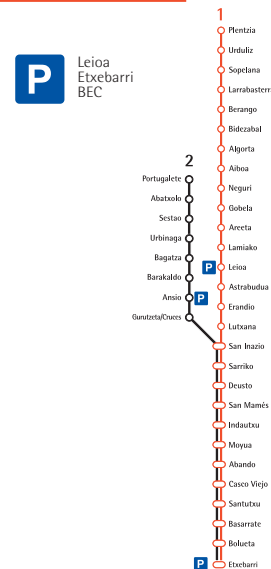 1
P
Leioa
Etxebarri
BEC
Plentzia
Urduliz
Sopelana
Larrabasterr
Berango
Bidezabal
Algorta
Aiboa
Neguri
Gobela
Areeta
Lamiako
P Leioa
Astrabudua
Erandio
Lutxana
2
Portugalete
Abatxolo
Sestao
Urbinaga
Bagatza
Barakaldo
Ansio P
Gurutzeta/Cruces
San Inazio
Sarriko
Deusto
San Mamés
Indautxu
Moyua
Abando
Casco Viejo
Santutxu
Basarrate
Bolueta
P Etxebarri